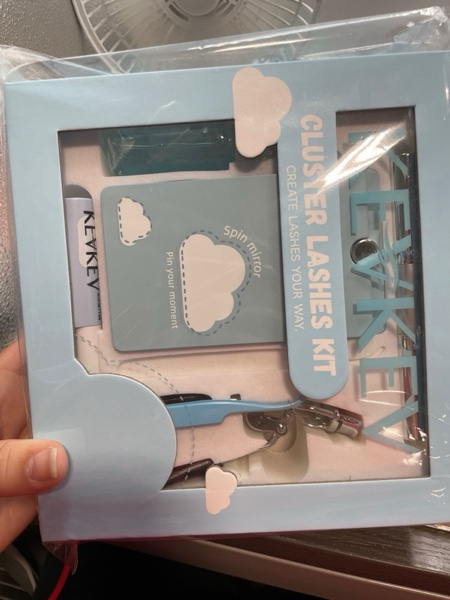 KEVKEV
CLUSTER LASHES KIT
CREATE LASHES YOUR WAY.
Spin mirror
Pin your moment
KEVKEV